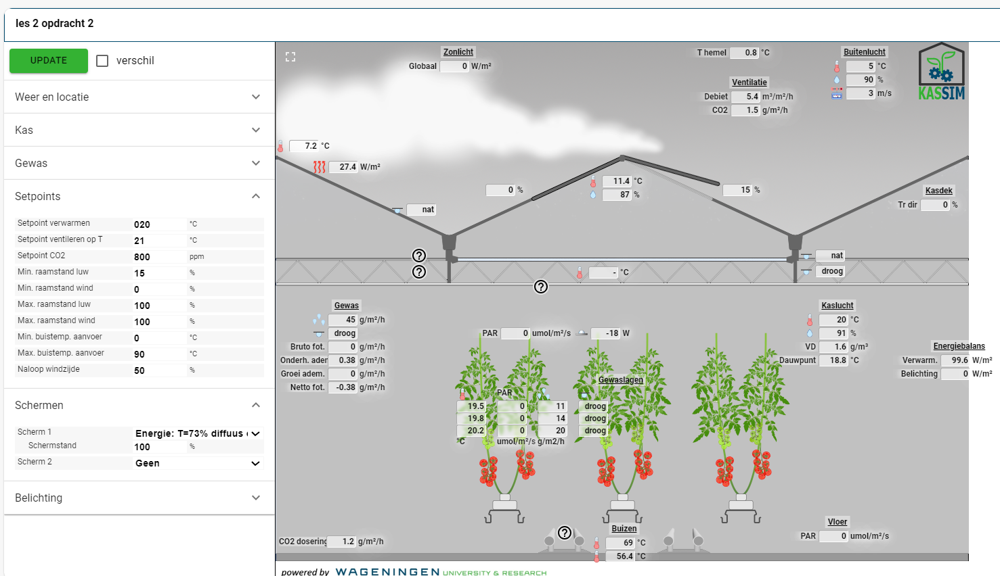 les 2 opdracht 2
UPDATE
verschil
Weer en locatie
Kas
Gewas
Setpoints
Setpoint verwarmen 020 °C
Setpoint ventileren op T 21 °C
Setpoint CO2 800 ppm
Min. raamstand luw 15 %
Min. raamstand wind 0 %
Max. raamstand luw 100 %
Max. raamstand wind 100 %
Min. buistemp. aanvoer 0 °C
Max. buistemp. aanvoer 90 °C
Naloop windzijde 50 %
Schermen
Scherm 1 Energie: T=73% diffuus
Schermstand 100 %
Scherm 2 Geen
Belichting
Zonlicht
Globaal 0 W/m²
T hemel 0.8 °C
Ventilatie
Debiet 5.4 m³/m²/h
CO2 1.5 g/m²/h
Buitenlucht
5 °C
90 %
3 m/s
KASSIM
7.2 °C
27.4 W/m²
nat
0 %
11.4 °C
87 %
15 %
Kasdek
Tr dir 0 %
nat
droog
- °C
?
?
?
Gewas
45 g/m²/h
droog
Bruto fot. 0 g/m²/h
Onderh. adem 0.38 g/m²/h
Groei adem. 0 g/m²/h
Netto fot. -0.38 g/m²/h
PAR 0 umol/m²/s -18 W
Gewaslagen
PAR
19.5 0 11 droog
19.8 0 14 droog
20.2 0 20 droog
°C umol/m²/s g/m2/h
Kaslucht
20 °C
91 %
VD 1.6 g/m³
Dauwpunt 18.8 °C
Energiebalans
Verwarm. 99.6 W/m²
Belichting 0 W/m²
CO2 dosering 1.2 g/m²/h
?
Buizen
69 °C
56.4 °C
Vloer
PAR 0 umol/m²/s
powered by WAGENINGEN UNIVERSITY & RESEARCH